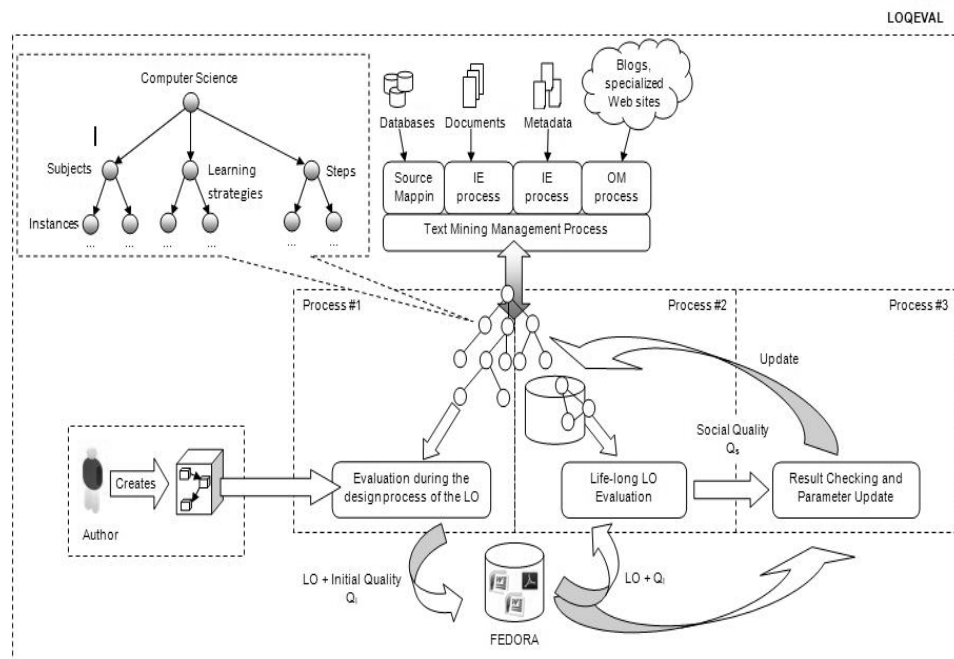 LOQEVAL
Computer Science
Subjects
Learning
strategies
Steps
Instances
...
...
...
...
...
...
Databases
Documents
Metadata
Blogs,
specialized
Web sites
Source
Mappin
IE
process
IE
process
OM
process
Text Mining Management Process
Process #1
Process #2
Process #3
Update
Social Quality
Qs
Creates
Author
Evaluation during the
design process of the LO
Life-long LO
Evaluation
Result Checking and
Parameter Update
LO + Initial Quality
Qi
LO + Qi
FEDORA